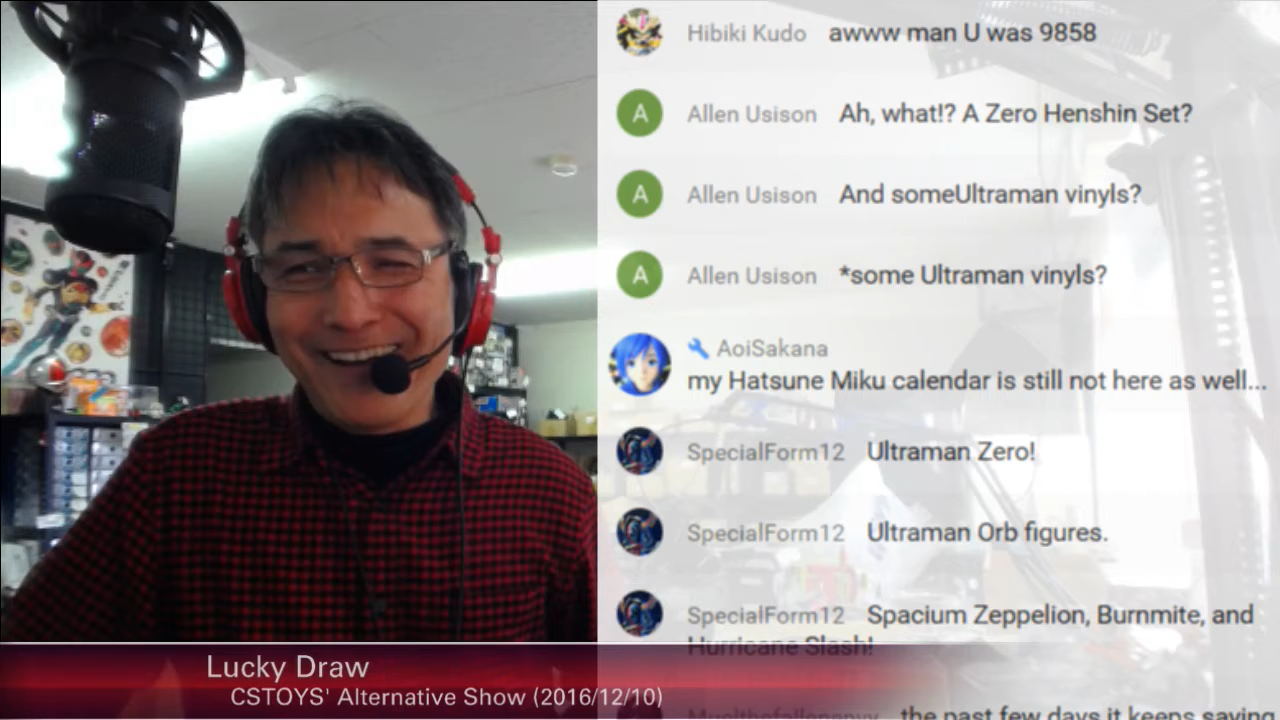 Hibiki Kudo awww man U was 9858
Allen Usison Ah, what!? A Zero Henshin Set?
Allen Usison And someUltraman vinyls?
Allen Usison *some Ultraman vinyls?
AoiSakana
my Hatsune Miku calendar is still not here as well...
SpecialForm12 Ultraman Zero!
SpecialForm12 Ultraman Orb figures.
SpecialForm12 Spacium Zeppelion, Burnmite, and
Hurricane Slash!
the past few days it keeps saying
Lucky Draw
CSTOYS' Alternative Show (2016/12/10)